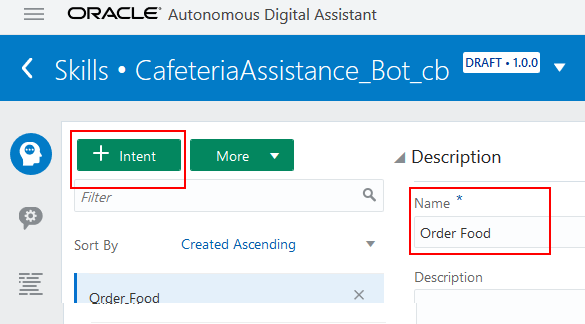 ORACLE Autonomous Digital Assistant
Skills • CafeteriaAssistance_Bot_cb DRAFT • 1.0.0
+ Intent More
Description
Filter
Name *
Order Food
Sort By Created Ascending
Description
Order_Food